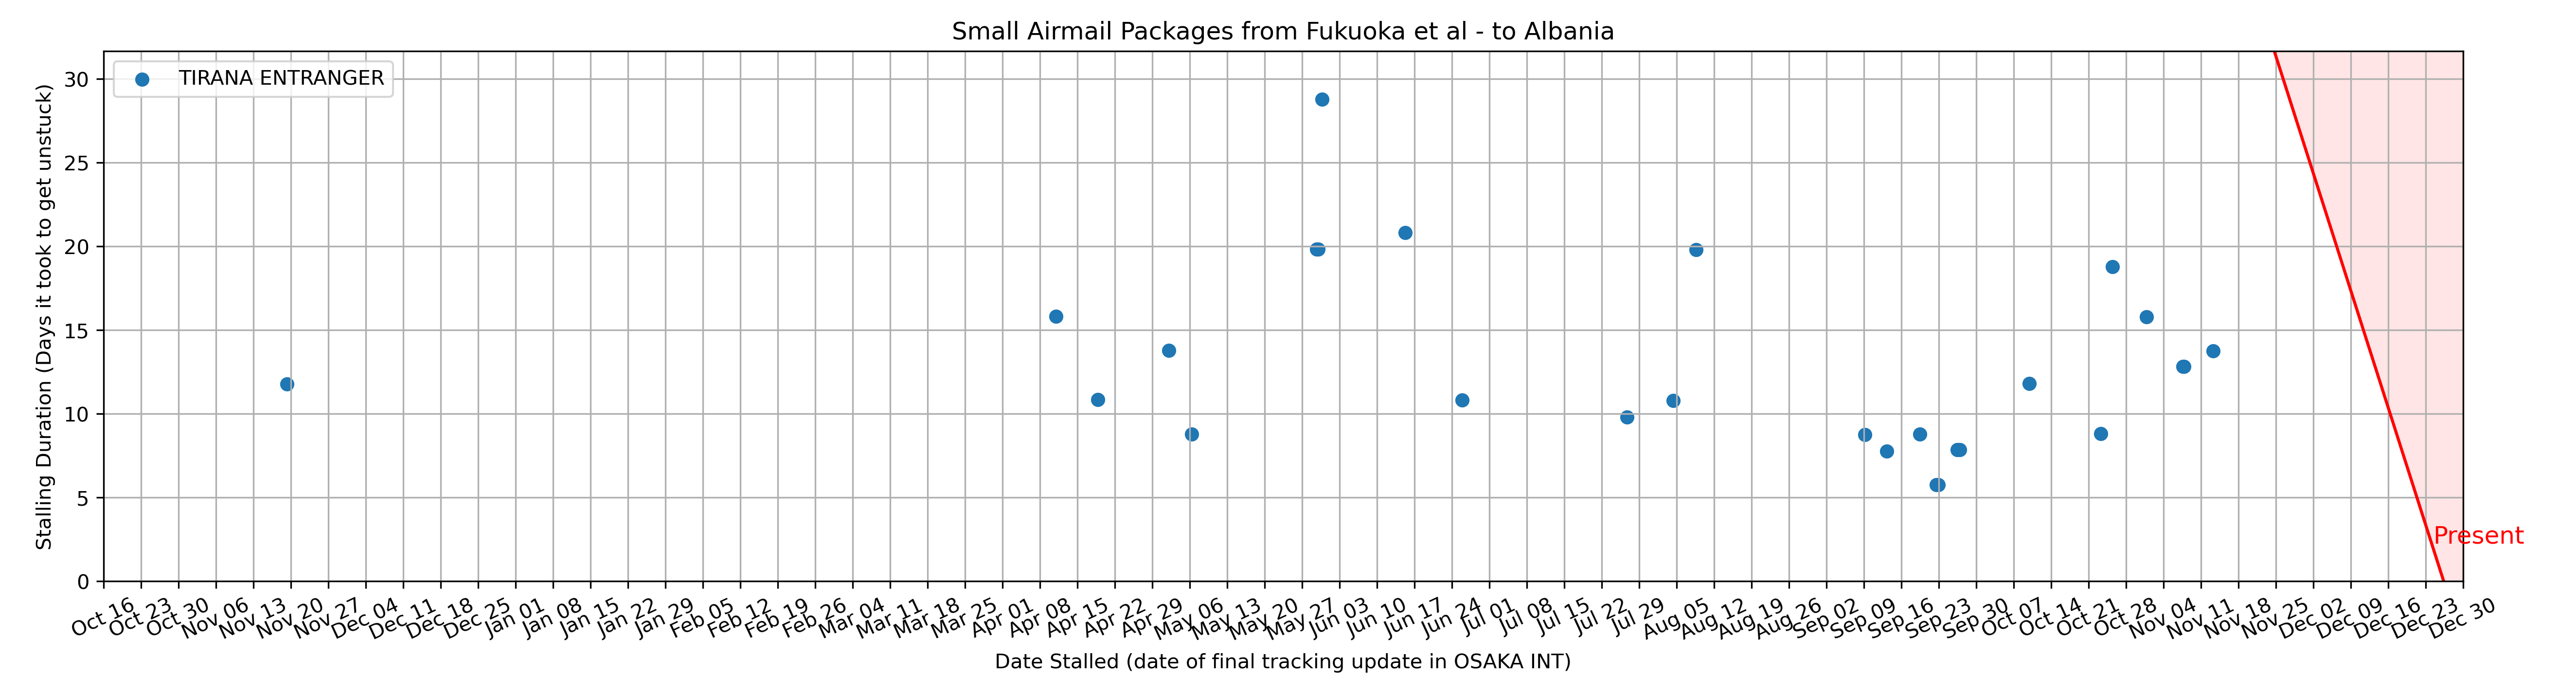 Small Airmail Packages from Fukuoka et al - to Albania
TIRANA ENTRANGER
Stalling Duration (Days it took to get unstuck)
30
25
20
15
10
5
0
Present
Oct 16
Oct 23
Oct 30
Nov 06
Nov 13
Nov 20
Nov 27
Dec 04
Dec 11
Dec 18
Dec 25
Jan 01
Jan 08
Jan 15
Jan 22
Jan 29
Feb 05
Feb 12
Feb 19
Feb 26
Mar 04
Mar 11
Mar 18
Mar 25
Apr 01
Apr 08
Apr 15
Apr 22
Apr 29
May 06
May 13
May 20
May 27
Jun 03
Jun 10
Jun 17
Jun 24
Jul 01
Jul 08
Jul 15
Jul 22
Jul 29
Aug 05
Aug 12
Aug 19
Aug 26
Sep 02
Sep 09
Sep 16
Sep 23
Sep 30
Oct 07
Oct 14
Oct 21
Oct 28
Nov 04
Nov 11
Nov 18
Nov 25
Dec 02
Dec 09
Dec 16
Dec 23
Dec 30
Date Stalled (date of final tracking update in OSAKA INT)